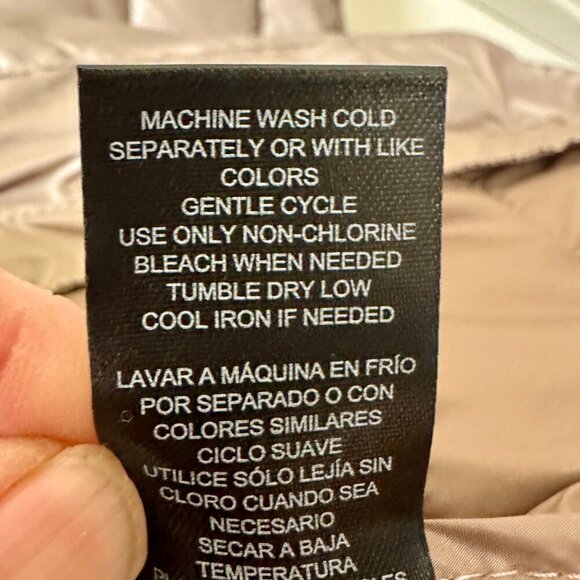 MACHINE WASH COLD
SEPARATELY OR WITH LIKE
COLORS
GENTLE CYCLE
USE ONLY NON-CHLORINE
BLEACH WHEN NEEDED
TUMBLE DRY LOW
COOL IRON IF NEEDED
LAVAR A MÁQUINA EN FRÍO
POR SEPARADO O CON
COLORES SIMILARES
CICLO SUAVE
UTILICE SÓLO LEJÍA SIN
CLORO CUANDO SEA
NECESARIO
SECAR A BAJA
TEMPERATURA